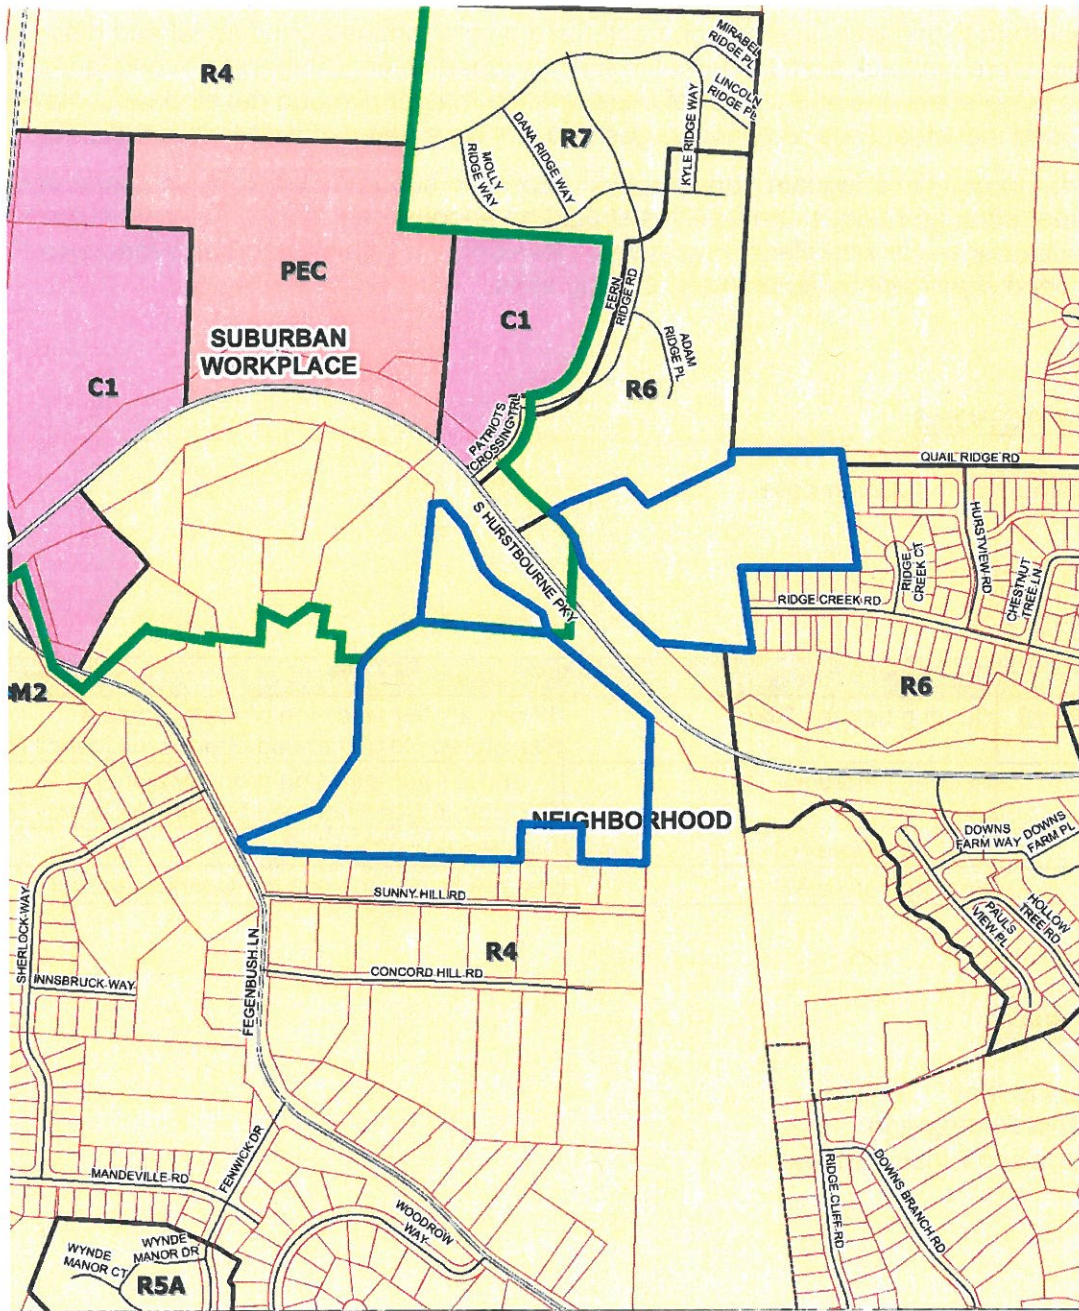 MIRABEL
RIDGE PL
R4
LINCOLN
RIDGE PL
R7
DANA RIDGE WAY
KYLE RIDGE WAY
MOLLY
RIDGE WAY
PEC
FERN
RIDGE RD
C1
SUBURBAN
WORKPLACE
ADAM
RIDGE PL
C1
R6
PATRIOTS
CROSSING TRL
QUAIL RIDGE RD
S HURSTBOURNE PKY
HURSTVIEW RD
RIDGE
CREEK CT
CHESTNUT
TREE LN
RIDGE CREEK RD
M2
R6
NEIGHBORHOOD
DOWNS
FARM WAY
DOWNS
FARM PL
SHERLOCK WAY
SUNNY HILL RD
PAULS
VIEW PL
HOLLOW
TREE RD
R4
FEGENBUSH LN
CONCORD HILL RD
INNSBRUCK WAY
FENWICK DR
MANDEVILLE RD
RIDGE CLIFF RD
DOWNS BRANCH RD
WOODROW
WAY
WYNDE
MANOR CT
WYNDE
MANOR DR
R5A